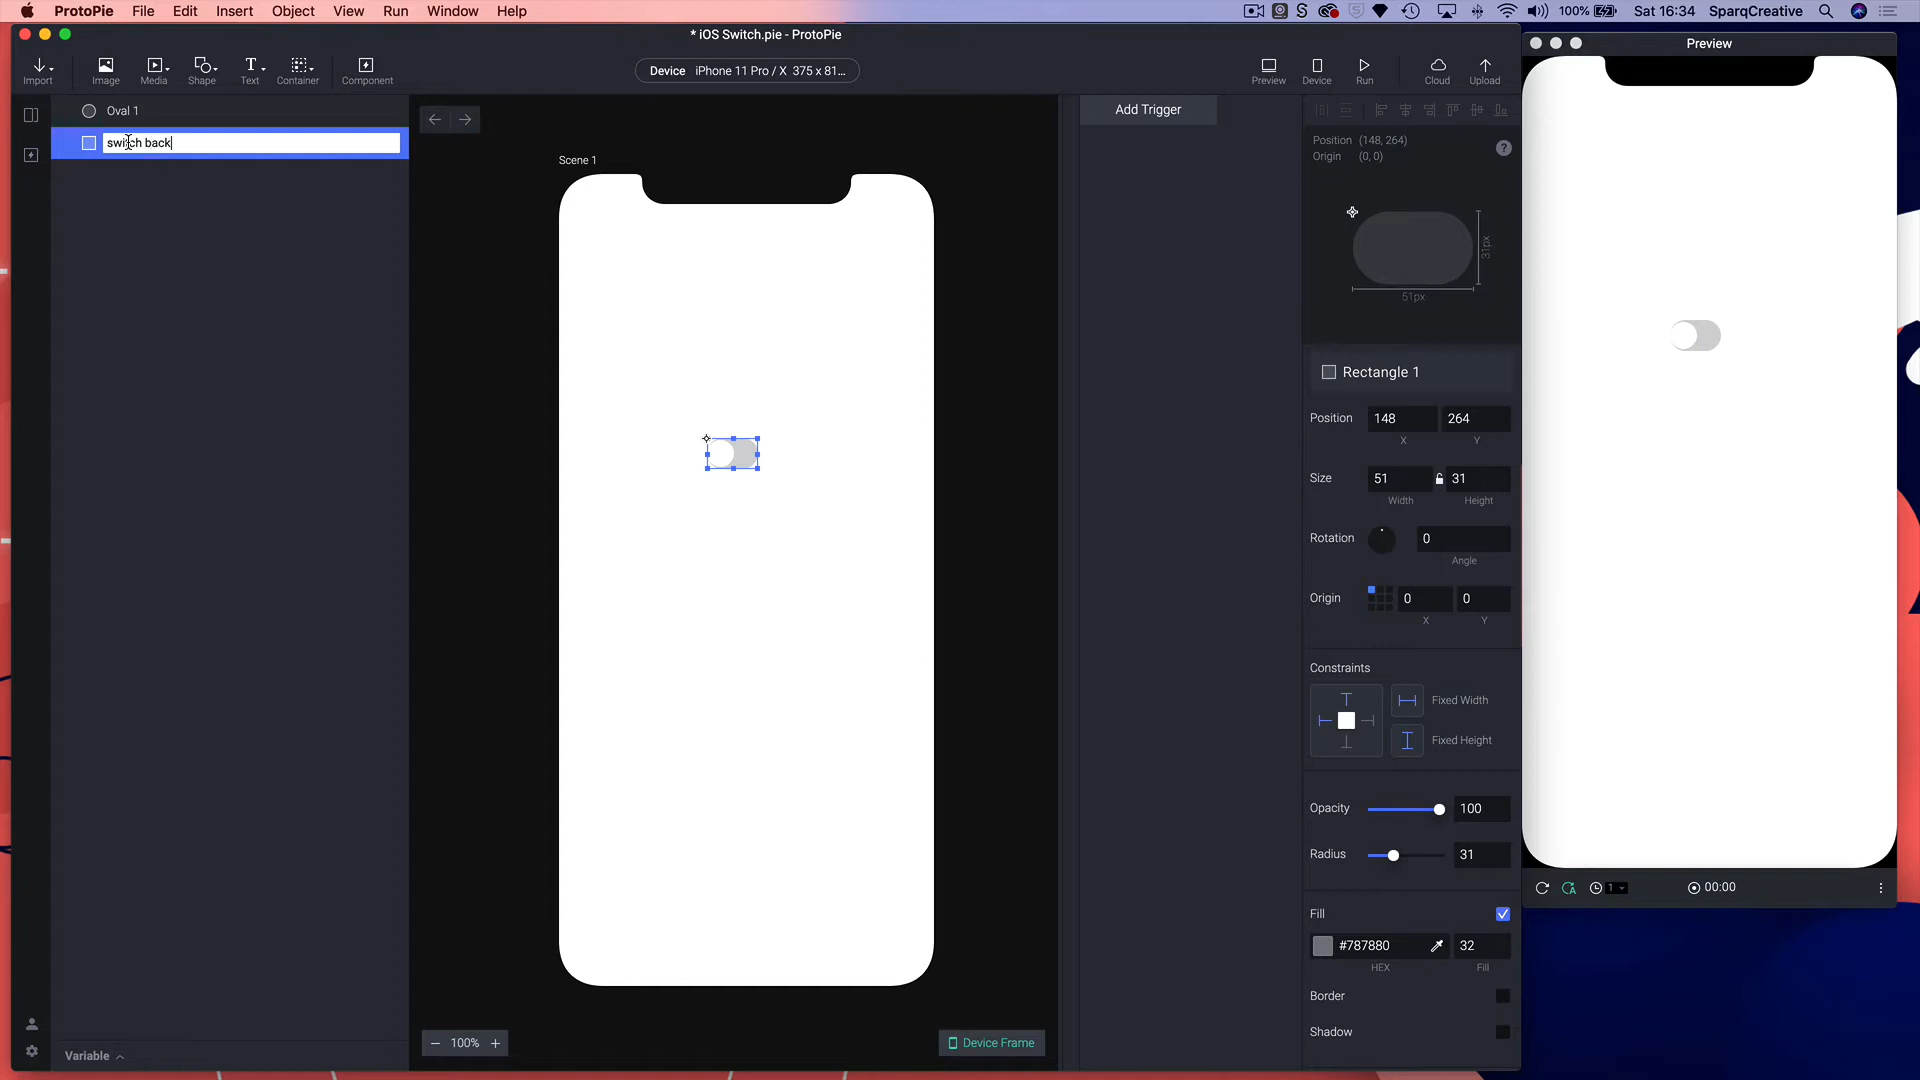 ProtoPie File Edit Insert Object View Run Window Help
100% Sat 16:34 SparqCreative
* iOS Switch.pie - ProtoPie
Preview
Import Image Media Shape Text Container Component
Device iPhone 11 Pro / X 375 x 81...
Preview Device Run Cloud Upload
Oval 1
switch back
Add Trigger
Scene 1
Position (148, 264)
Origin (0, 0)
31px
51px
Rectangle 1
Position 148 264
X Y
Size 51 31
Width Height
Rotation 0
Angle
Origin 0 0
X Y
Constraints
Fixed Width
Fixed Height
Opacity 100
Radius 31
Fill
#787880 32
HEX Fill
Border
Shadow
1 00:00
100%
Device Frame
Variable